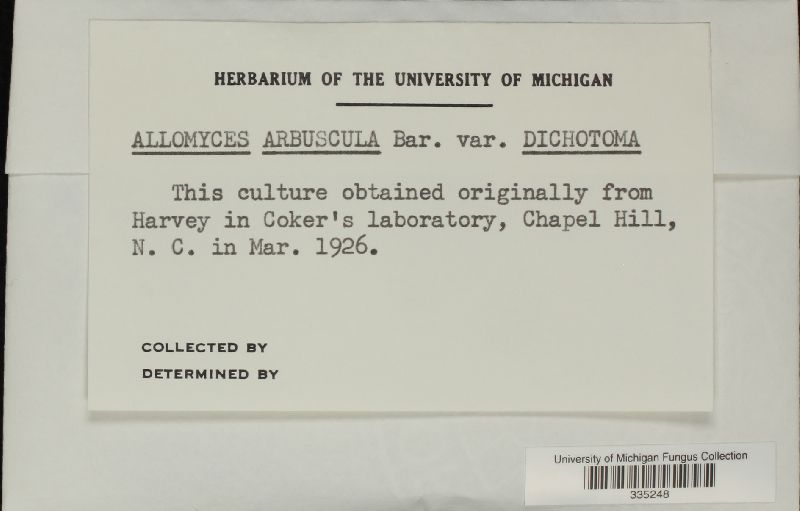 HERBARIUM OF THE UNIVERSITY OF MICHIGAN
ALLOMYCES ARBUSCULA Bar. var. DICHOTOMA
This culture obtained originally from
Harvey in Coker's laboratory, Chapel Hill,
N. C. in Mar. 1926.
COLLECTED BY
DETERMINED BY
University of Michigan Fungus Collection
335248